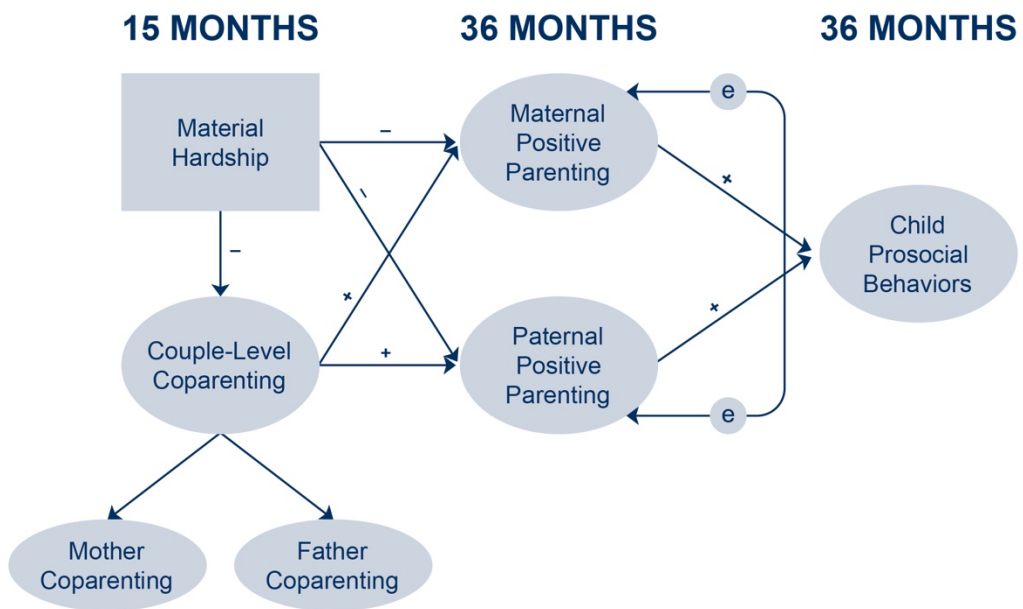 15 MONTHS
36 MONTHS
36 MONTHS
Material
Hardship
–
–
–
Maternal
Positive
Parenting
e
+
Child
Prosocial
Behaviors
Couple-Level
Coparenting
+
+
Paternal
Positive
Parenting
+
e
Mother
Coparenting
Father
Coparenting